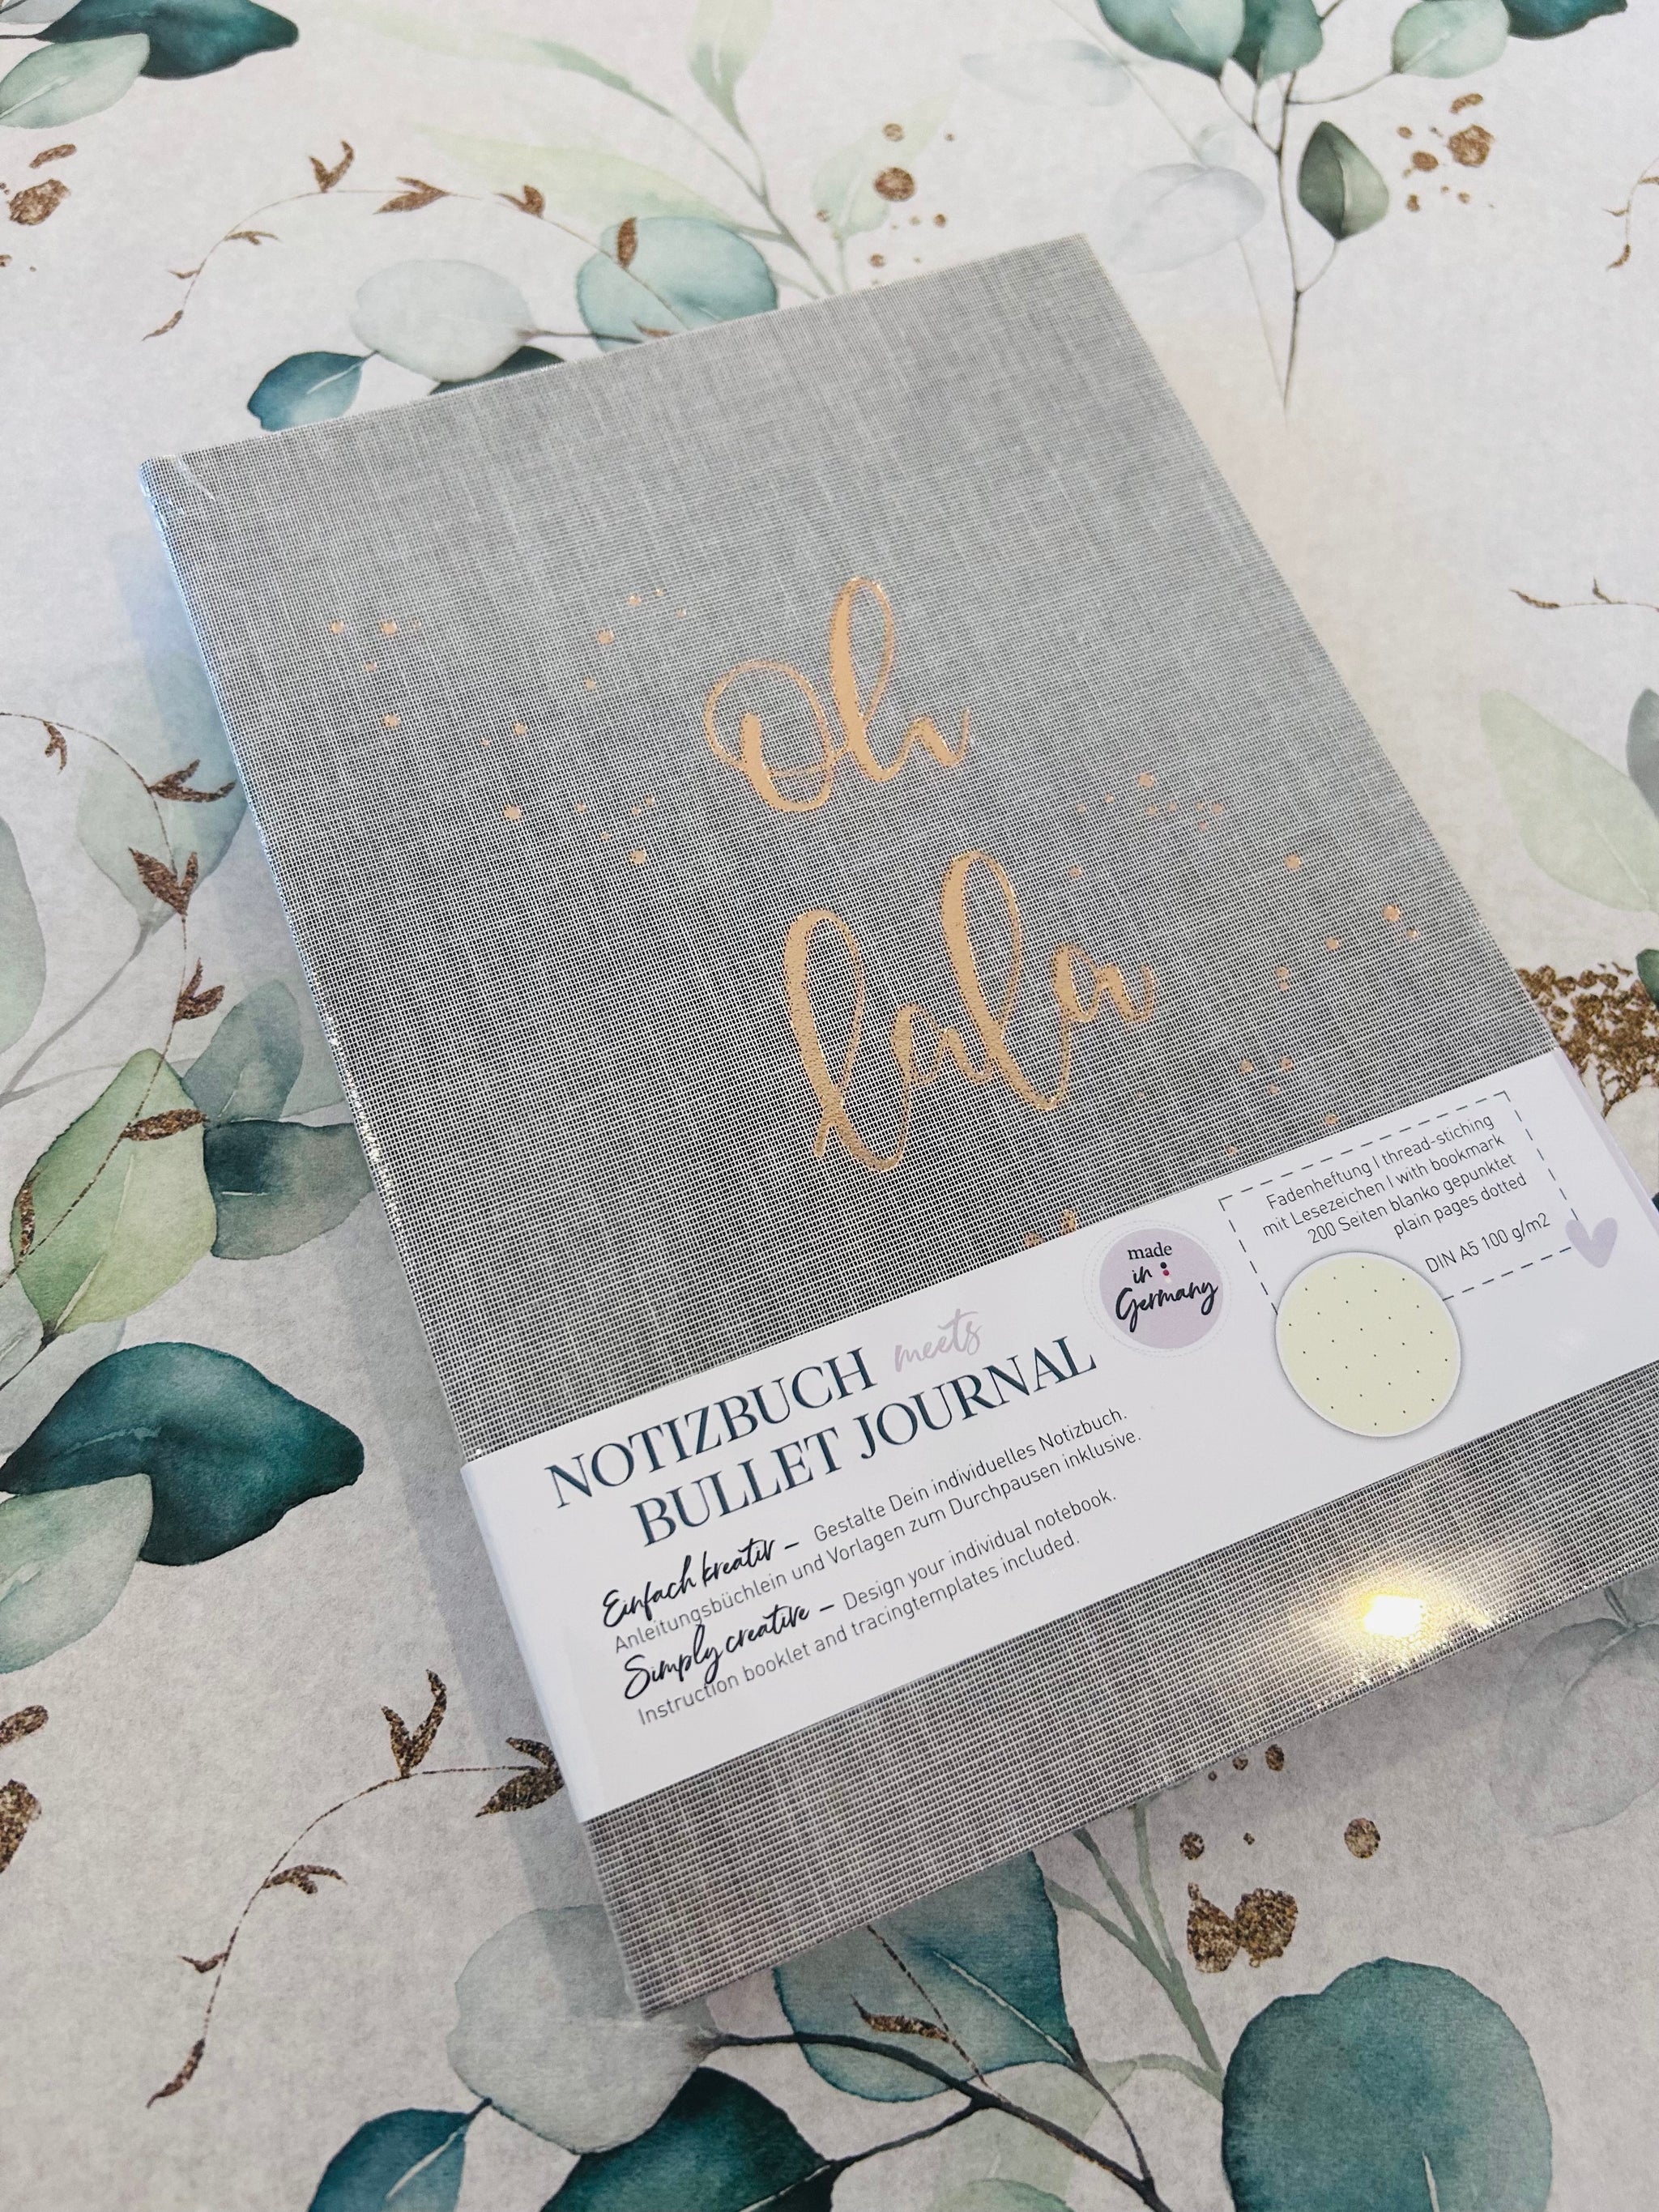 Oh
lala
Fadenheftung | thread-stiching
mit Lesezeichen | with bookmark
200 Seiten blanko gepunktet
plain pages dotted
DIN A5 100 g/m2
made
in
Germany
NOTIZBUCH meets
BULLET JOURNAL
Einfach kreativ – Gestalte Dein individuelles Notizbuch.
Anleitungsbüchlein und Vorlagen zum Durchpausen inklusive.
Simply creative – Design your individual notebook.
Instruction booklet and tracingtemplates included.